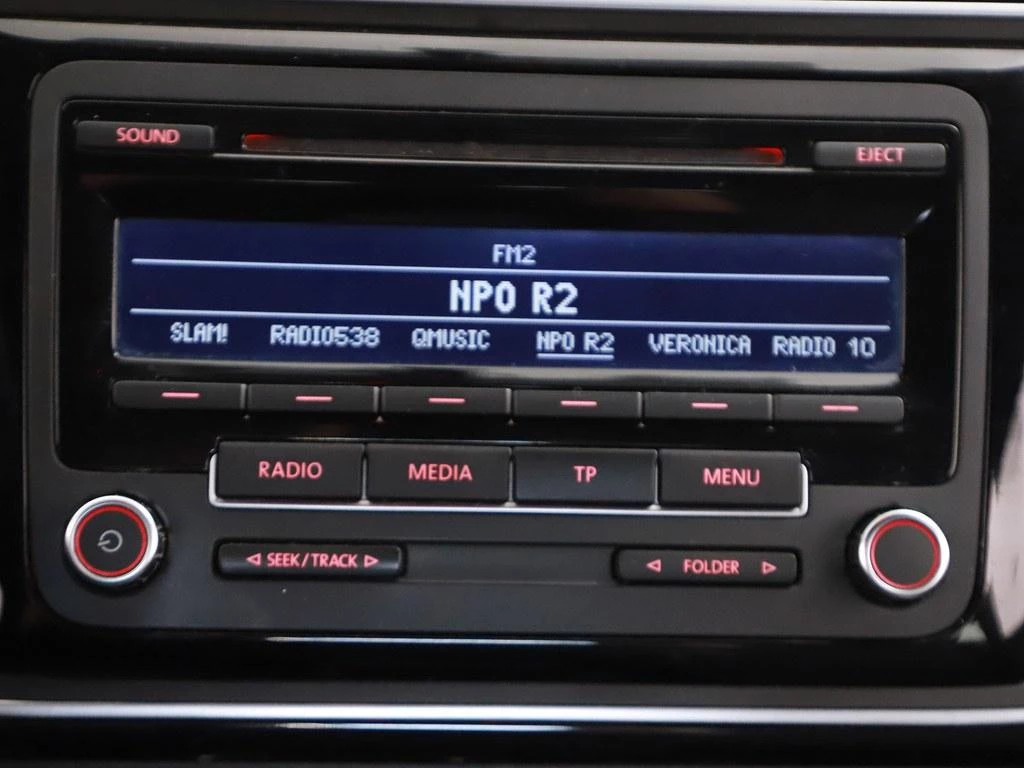 SOUND EJECT
FM2
NPO R2
SLAM! RADIO538 QMUSIC NPO R2 VERONICA RADIO 10
RADIO MEDIA TP MENU
SEEK/TRACK FOLDER